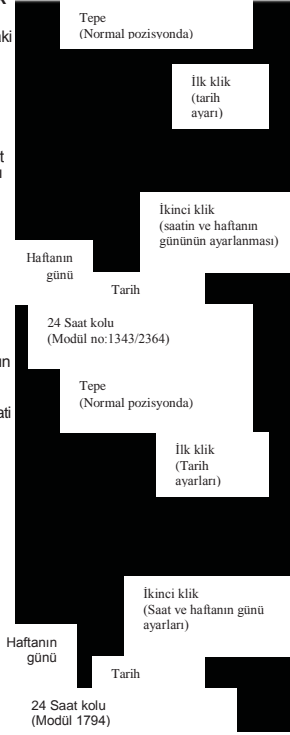 Tepe
(Normal pozisyonda)
İlk klik
(tarih
ayarı)
İkinci klik
(saatin ve haftanın
gününün ayarlanması)
Haftanın
günü
Tarih
24 Saat kolu
(Modül no:1343/2364)
Tepe
(Normal pozisyonda)
İlk klik
(Tarih
ayarları)
İkinci klik
(Saat ve haftanın günü
ayarları)
Haftanın
günü
Tarih
24 Saat kolu
(Modül 1794)